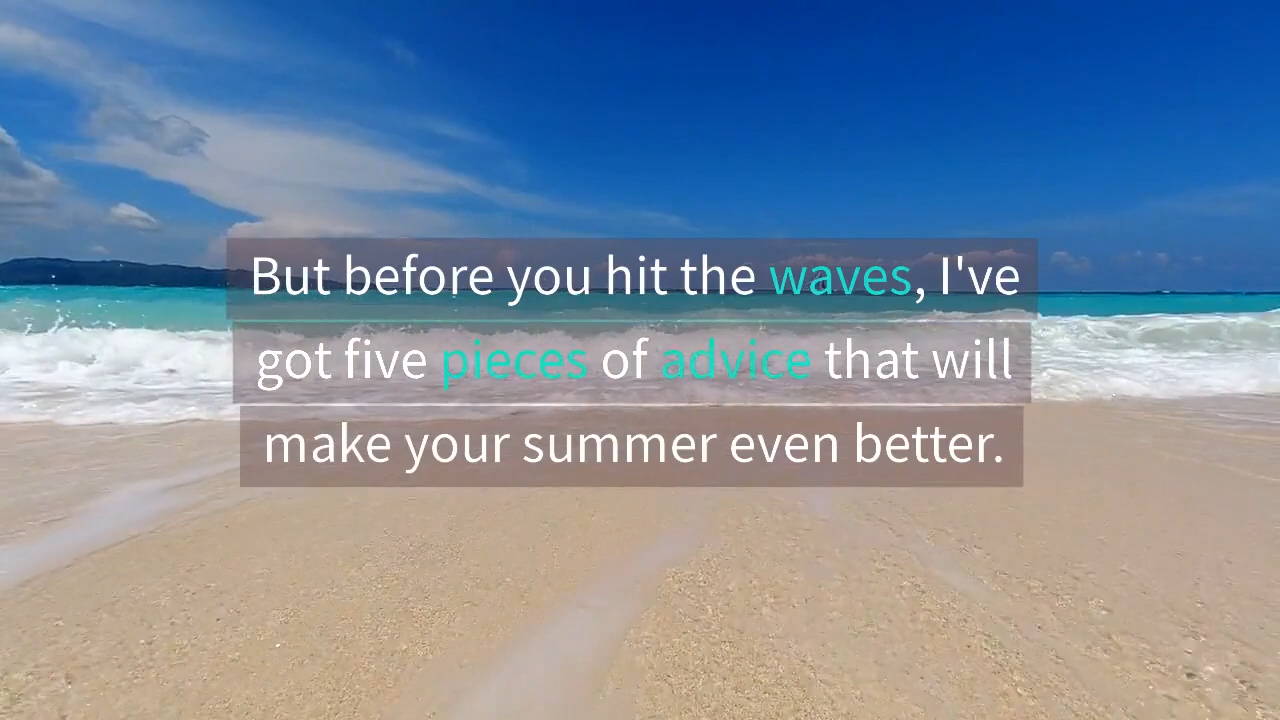 But before you hit the waves, I've
got five pieces of advice that will
make your summer even better.